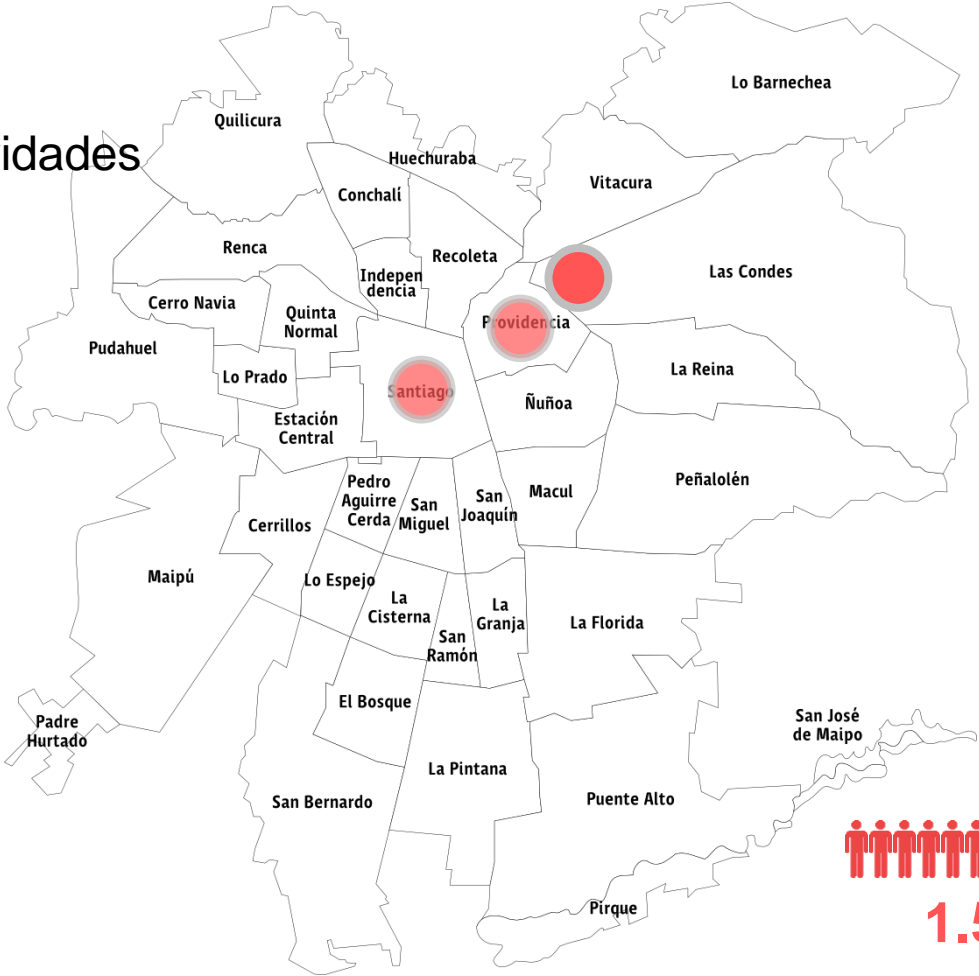 Lo Barnechea
Quilicura
idades
Huechuraba
Vitacura
Conchalí
Renca
Recoleta
Las Condes
Indepen
dencia
Cerro Navia
Quinta
Normal
Providencia
Pudahuel
La Reina
Lo Prado
Santiago
Ñuñoa
Estación
Central
Peñalolén
Pedro
Aguirre
Cerda
San
Miguel
San
Joaquín
Macul
Cerrillos
Maipú
Lo Espejo
La
Cisterna
La
Granja
La Florida
San
Ramón
El Bosque
Padre
Hurtado
San José
de Maipo
La Pintana
San Bernardo
Puente Alto
Pirque
1.5